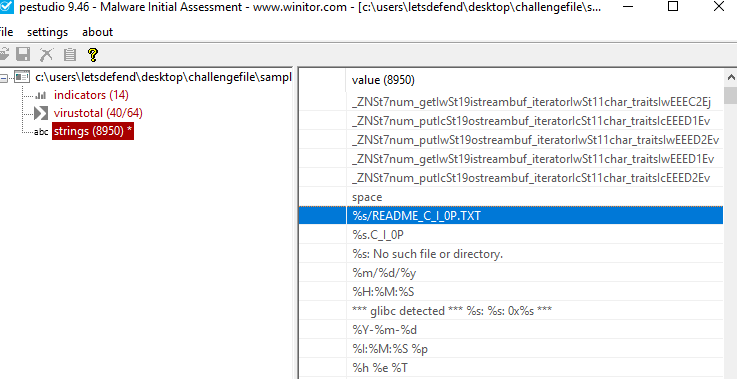 pestudio 9.46 - Malware Initial Assessment - www.winitor.com - [c:\users\letsdefend\desktop\challengefile\s...
file settings about
c:\users\letsdefend\desktop\challengefile\sampl
indicators (14)
virustotal (40/64)
abc strings (8950) *
value (8950)
_ZNSt7num_getIwSt19istreambuf_iteratorIwSt11char_traitsIwEEEC2Ej
_ZNSt7num_putIcSt19ostreambuf_iteratorIcSt11char_traitsIcEEED1Ev
_ZNSt7num_putIwSt19ostreambuf_iteratorIwSt11char_traitsIwEEED2Ev
_ZNSt7num_getIwSt19istreambuf_iteratorIwSt11char_traitsIwEEED1Ev
_ZNSt7num_putIcSt19ostreambuf_iteratorIcSt11char_traitsIcEEED2Ev
space
%s/README_C_I_0P.TXT
%s.C_I_0P
%s: No such file or directory.
%m/%d/%y
%H:%M:%S
*** glibc detected *** %s: %s: 0x%s ***
%Y-%m-%d
%I:%M:%S %p
%h %e %T